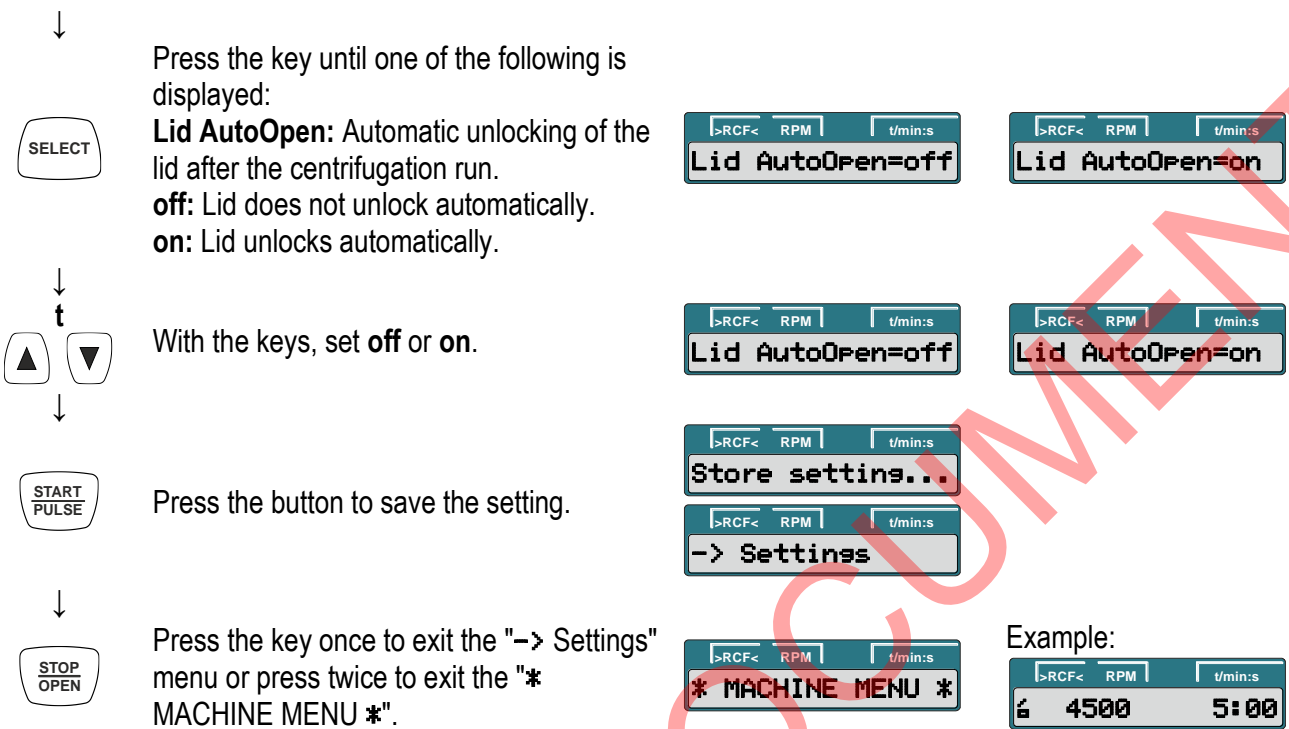 ↓
Press the key until one of the following is
displayed:
SELECT
Lid AutoOpen: Automatic unlocking of the
lid after the centrifugation run.
off: Lid does not unlock automatically.
on: Lid unlocks automatically.
>RCF< RPM t/min:s
Lid AutoOpen=off
>RCF< RPM t/min:s
Lid AutoOpen=on
↓
t
▲ ▼
With the keys, set off or on.
>RCF< RPM t/min:s
Lid AutoOpen=off
>RCF< RPM t/min:s
Lid AutoOpen=on
↓
START
PULSE
Press the button to save the setting.
>RCF< RPM t/min:s
Store setting...
>RCF< RPM t/min:s
-> Settings
↓
STOP
OPEN
Press the key once to exit the "-> Settings"
menu or press twice to exit the "*
MACHINE MENU *".
>RCF< RPM t/min:s
* MACHINE MENU *
Example:
>RCF< RPM t/min:s
4500 5:00
OCUMENT